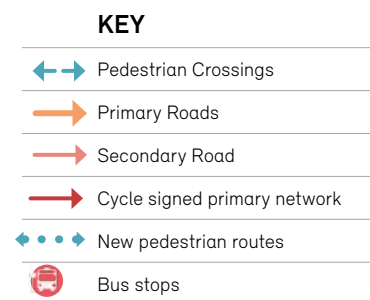 KEY
Pedestrian Crossings
Primary Roads
Secondary Road
Cycle signed primary network
New pedestrian routes
Bus stops